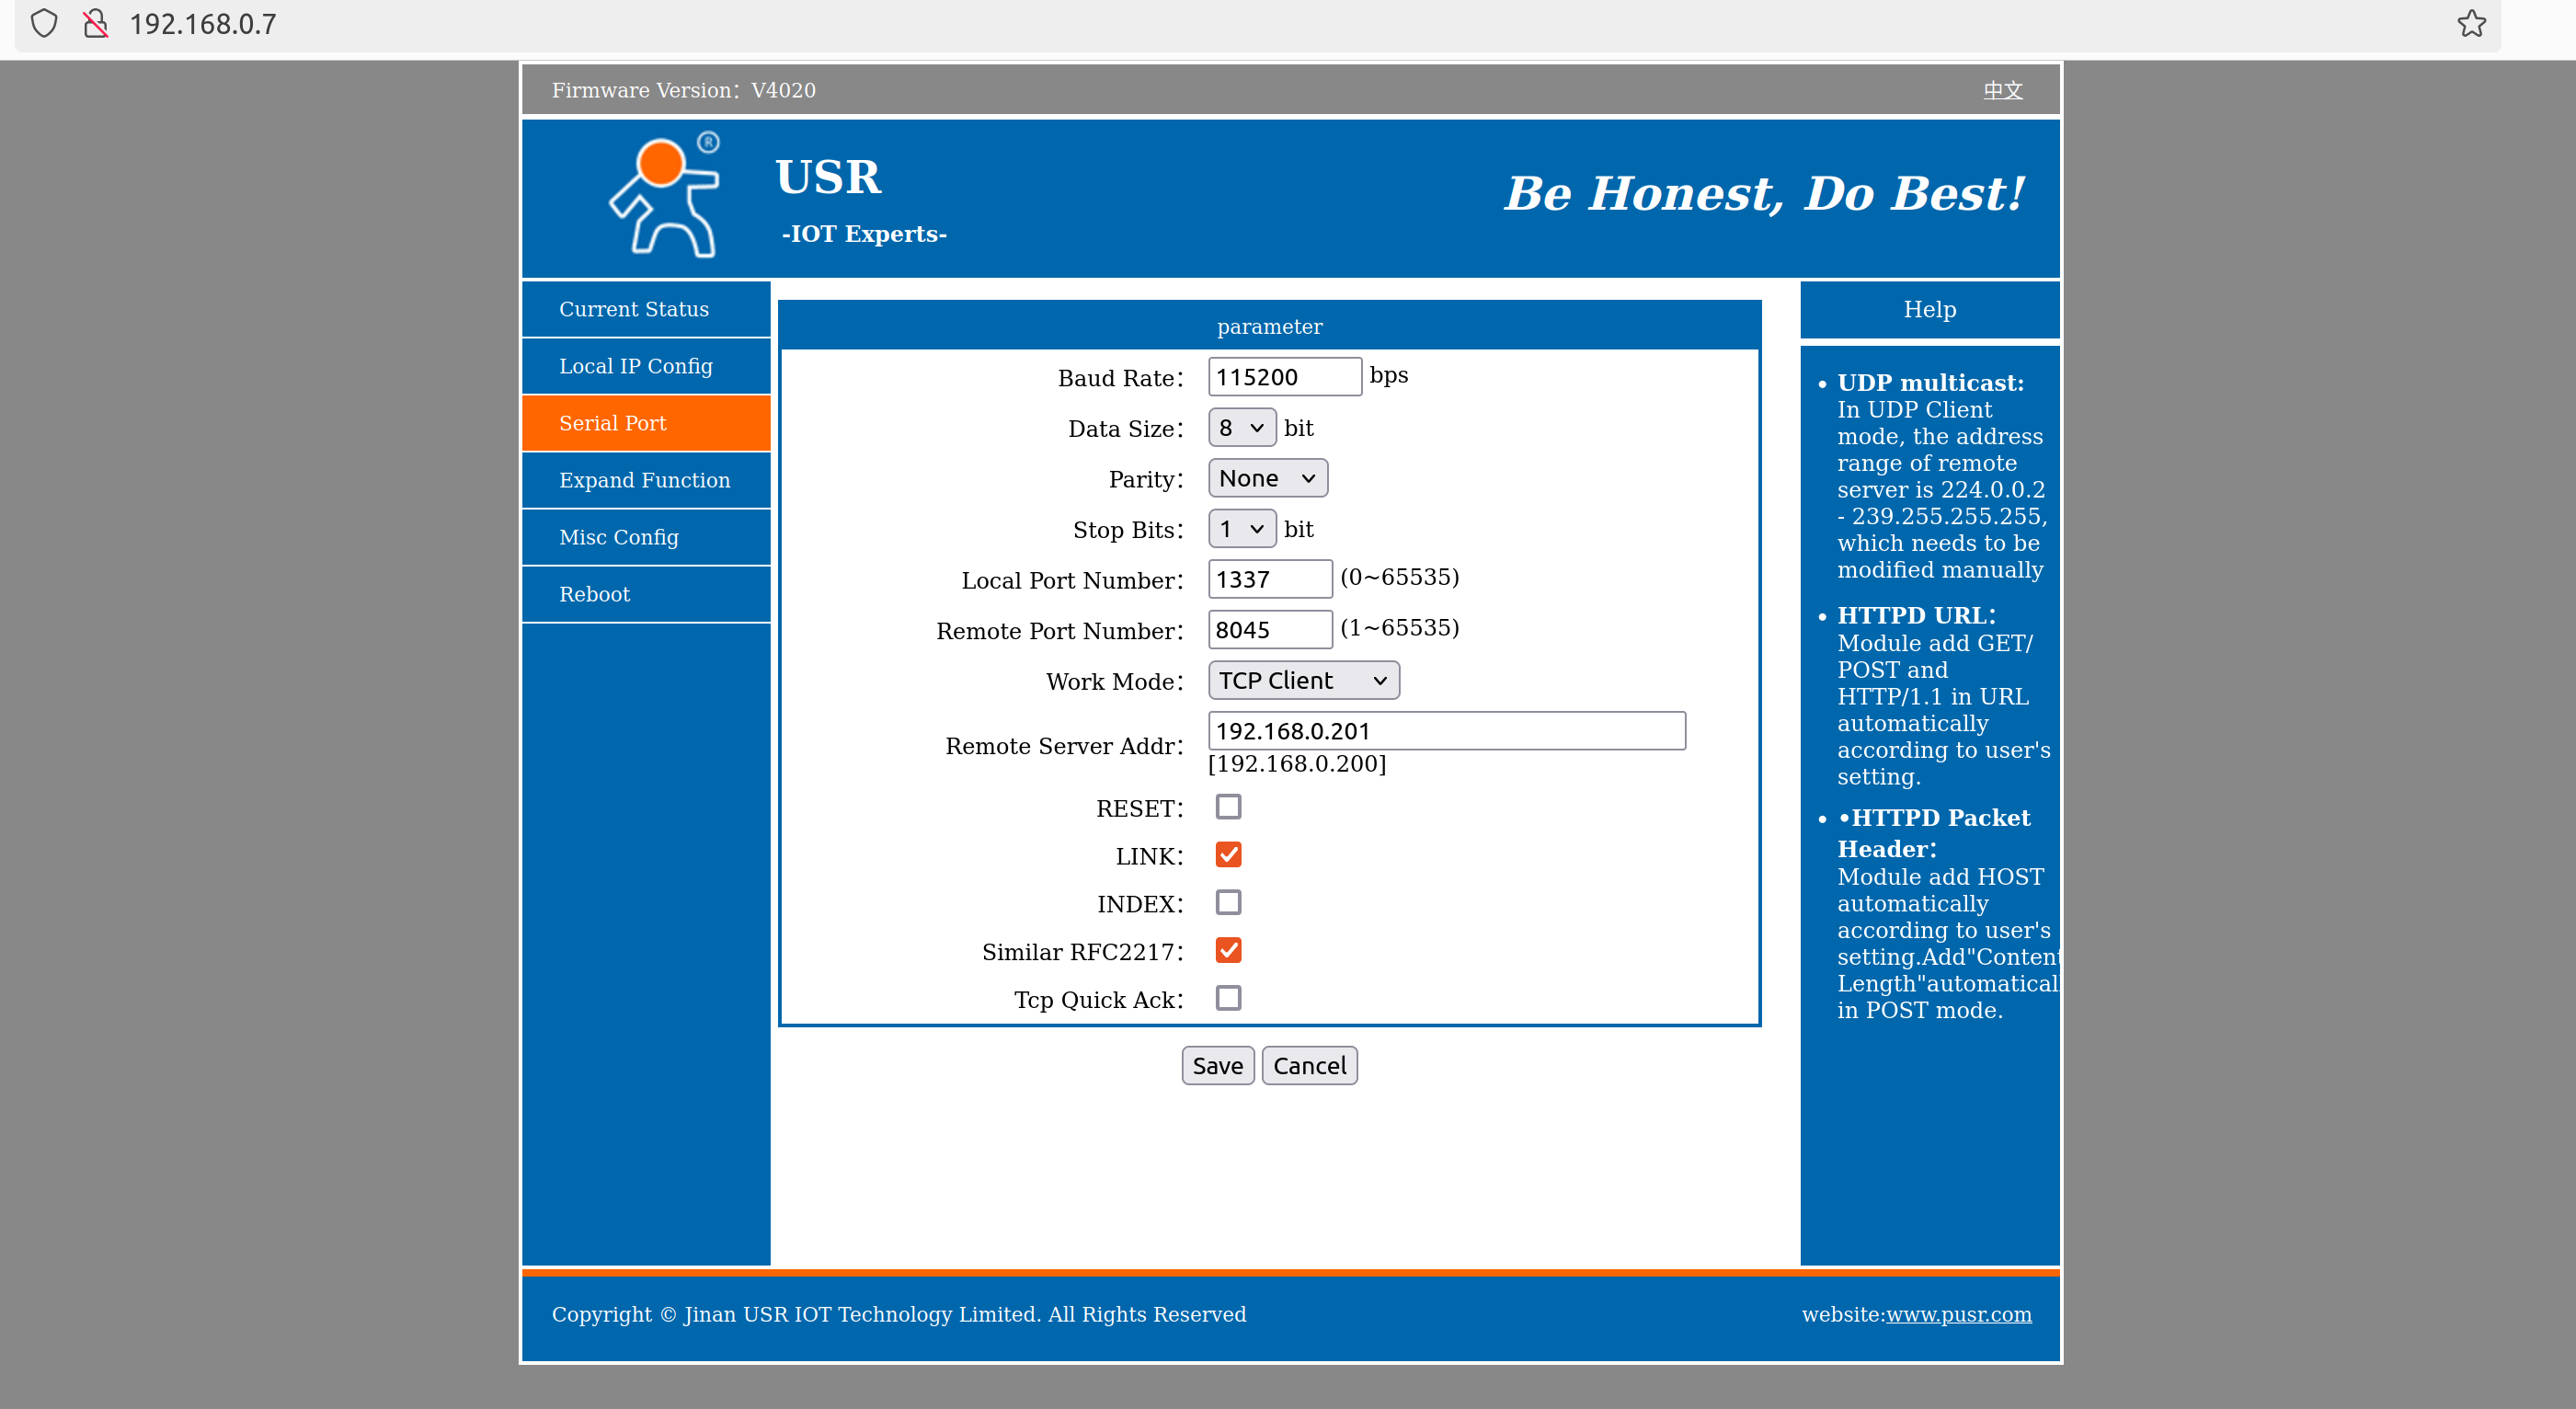 192.168.0.7
Firmware Version：V4020
中文
®
USR
-IOT Experts-
Be Honest, Do Best!
Current Status
Local IP Config
Serial Port
Expand Function
Misc Config
Reboot
parameter
Baud Rate： 115200 bps
Data Size： 8 bit
Parity： None
Stop Bits： 1 bit
Local Port Number： 1337 (0~65535)
Remote Port Number： 8045 (1~65535)
Work Mode： TCP Client
Remote Server Addr： 192.168.0.201
[192.168.0.200]
RESET：
LINK：
INDEX：
Similar RFC2217：
Tcp Quick Ack：
Save Cancel
Help
• UDP multicast:
In UDP Client
mode, the address
range of remote
server is 224.0.0.2
- 239.255.255.255,
which needs to be
modified manually
• HTTPD URL：
Module add GET/
POST and
HTTP/1.1 in URL
automatically
according to user's
setting.
• •HTTPD Packet
Header：
Module add HOST
automatically
according to user's
setting.Add"Content
Length"automatical
in POST mode.
Copyright © Jinan USR IOT Technology Limited. All Rights Reserved
website:www.pusr.com